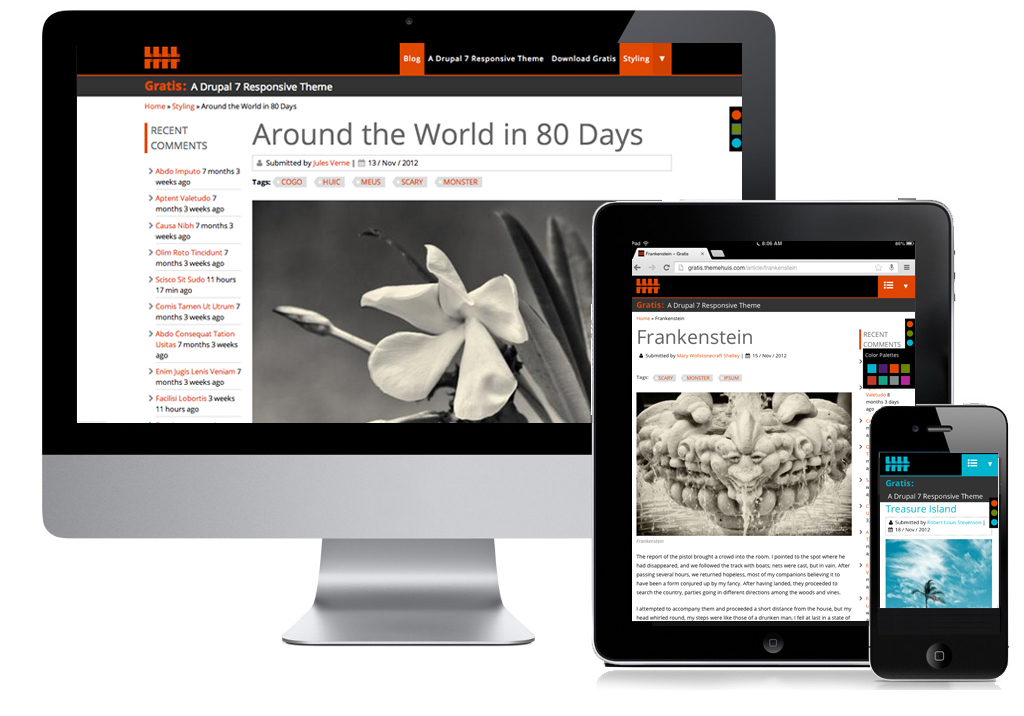 Blog A Drupal 7 Responsive Theme Download Gratis Styling ▼
Gratis: A Drupal 7 Responsive Theme
Home » Styling » Around the World in 80 Days
RECENT
COMMENTS
Abdo Imputo 7 months 3
weeks ago
Aptent Valetudo 7
months 3 weeks ago
Causa Nibh 7 months 3
weeks ago
Olim Roto Tincidunt 7
months 3 weeks ago
Scisco Sit Sudo 11 hours
17 min ago
Comis Tamen Ut Utrum 7
months 3 weeks ago
Abdo Consequat Tation
Usitas 7 months 3 weeks
ago
Enim Jugis Lenis Veniam 7
months 3 weeks ago
Facilisi Lobortis 3 weeks
11 hours ago
Around the World in 80 Days
Submitted by Jules Verne | 13 / Nov / 2012
Tags: COGO HUIC MEUS SCARY MONSTER
iPad 8:06 AM 86%
Frankenstein – Gratis
gratis.themehuis.com/article/frankenstein
Gratis: A Drupal 7 Responsive Theme
Home » Frankenstein
Frankenstein
Submitted by Mary Wollstonecraft Shelley | 15 / Nov / 2012
Tags: SCARY MONSTER IPSUM
Frankenstein
The report of the pistol brought a crowd into the room. I pointed to the spot where he
had disappeared, and we followed the track with boats; nets were cast, but in vain. After
passing several hours, we returned hopeless, most of my companions believing it to
have been a form conjured up by my fancy. After having landed, they proceeded to
search the country, parties going in different directions among the woods and vines.
I attempted to accompany them and proceeded a short distance from the house, but my
head whirled round, my steps were like those of a drunken man, I fell at last in a state of
RECENT
COMMENTS
Color Palettes
Valetudo 8
months 3 days
ago
Gratis:
A Drupal 7 Responsive Theme
Treasure Island
Submitted by Robert Louis Stevenson |
18 / Nov / 2012